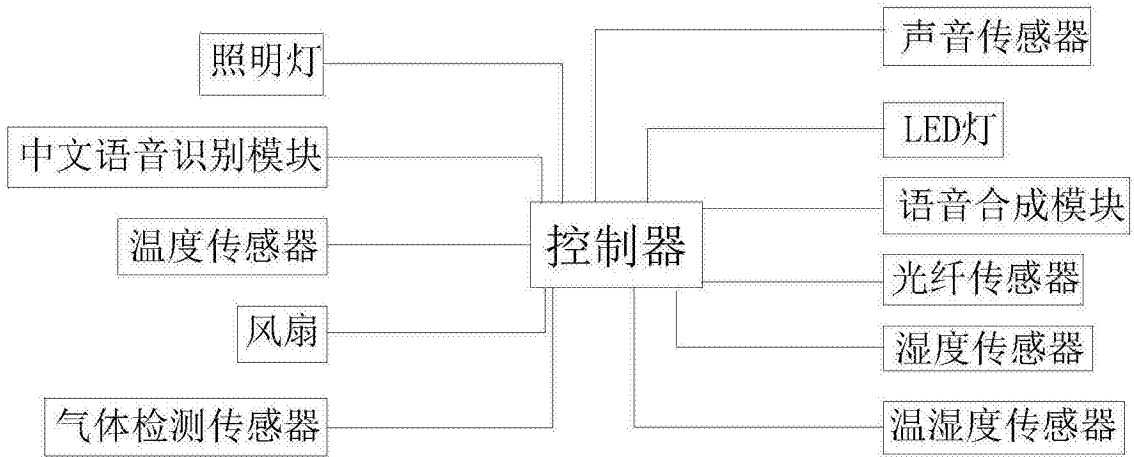 照明灯
中文语音识别模块
温度传感器
风扇
气体检测传感器
控制器
声音传感器
LED灯
语音合成模块
光纤传感器
湿度传感器
温湿度传感器